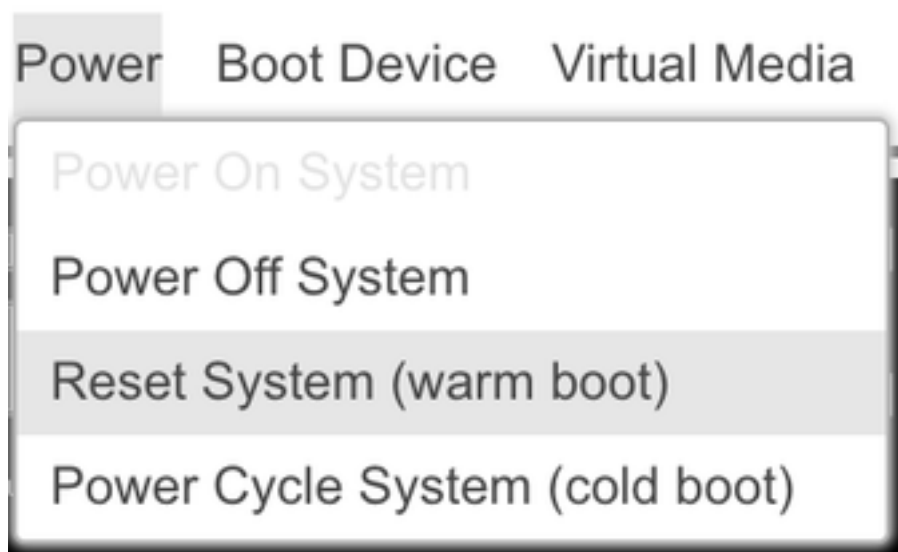 Power Boot Device Virtual Media
Power On System
Power Off System
Reset System (warm boot)
Power Cycle System (cold boot)